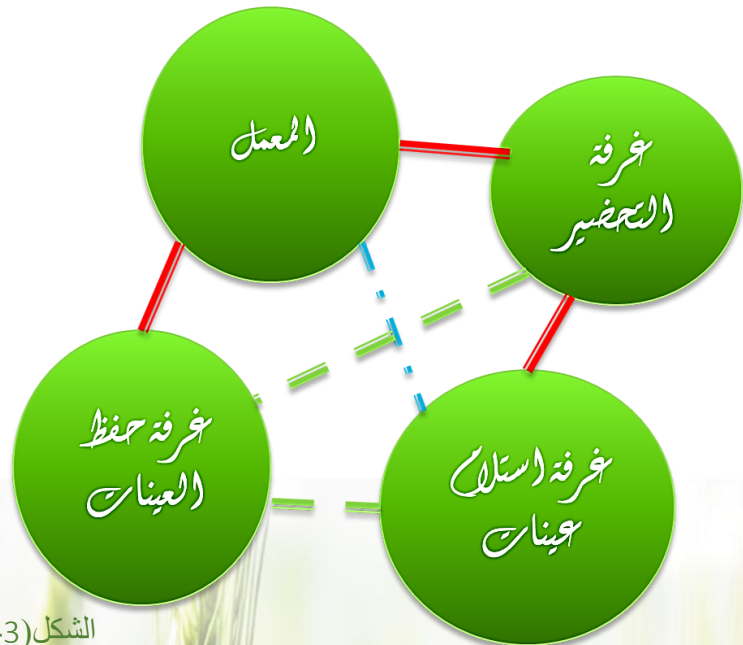 المعمل
غرفة
التحضير
غرفة حفظ
العينات
غرفة استلام
عينات
الشكل(3-